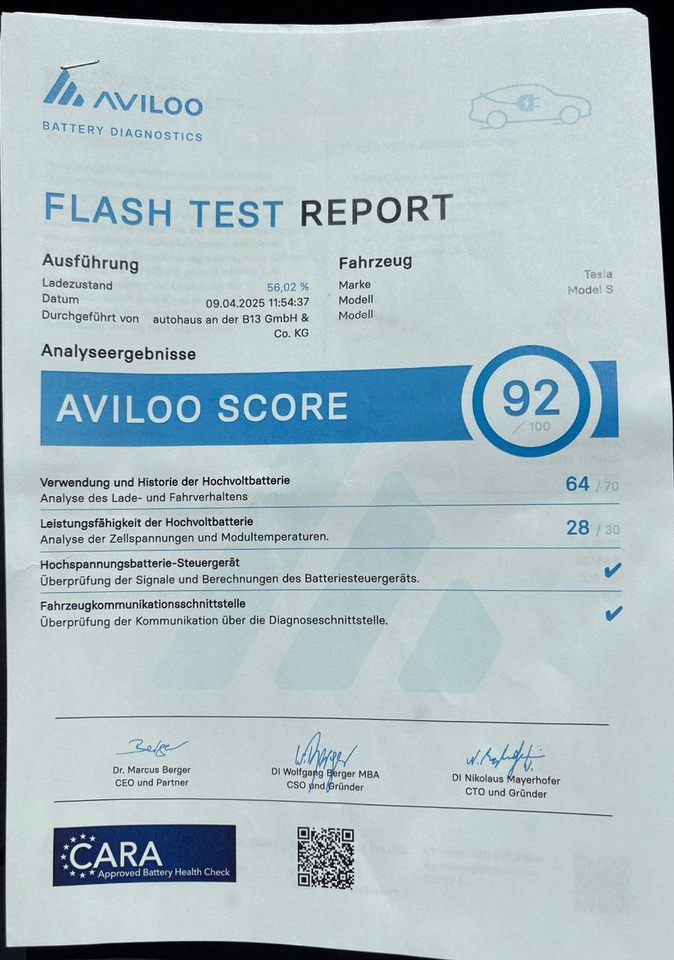 AVILOO
BATTERY DIAGNOSTICS
FLASH TEST REPORT
Ausführung
Ladezustand 56,02 %
Datum 09.04.2025 11:54:37
Durchgeführt von autohaus an der B13 GmbH &
Co. KG
Fahrzeug
Marke Tesla
Modell Model S
Modell
Analyseergebnisse
AVILOO SCORE 92 / 100
Verwendung und Historie der Hochvoltbatterie 64 / 70
Analyse des Lade- und Fahrverhaltens
Leistungsfähigkeit der Hochvoltbatterie 28 / 30
Analyse der Zellspannungen und Modultemperaturen.
Hochspannungsbatterie-Steuergerät ✔
Überprüfung der Signale und Berechnungen des Batteriesteuergeräts.
Fahrzeugkommunikationsschnittstelle ✔
Überprüfung der Kommunikation über die Diagnoseschnittstelle.
Berger
Dr. Marcus Berger
CEO und Partner
DI Wolfgang Berger MBA
CSO und Gründer
DI Nikolaus Mayerhofer
CTO und Gründer
CARA
Approved Battery Health Check